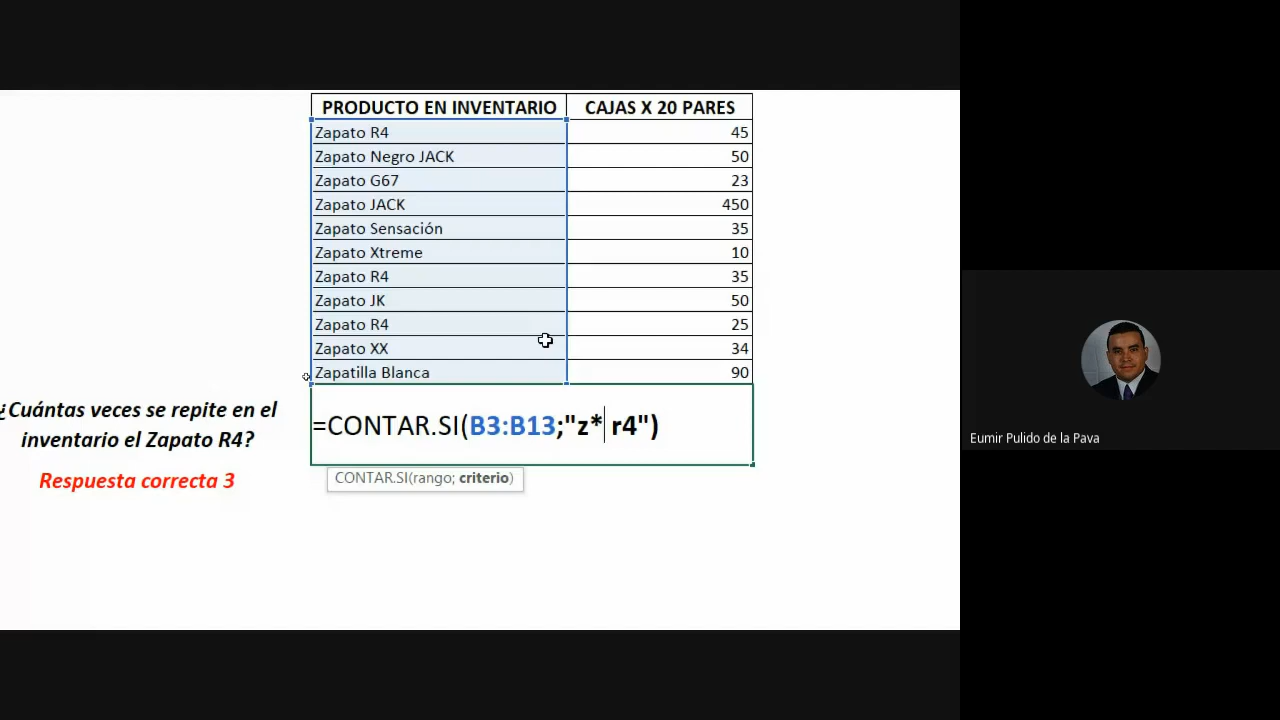 PRODUCTO EN INVENTARIO CAJAS X 20 PARES
Zapato R4 45
Zapato Negro JACK 50
Zapato G67 23
Zapato JACK 450
Zapato Sensación 35
Zapato Xtreme 10
Zapato R4 35
Zapato JK 50
Zapato R4 25
Zapato XX 34
Zapatilla Blanca 90
¿Cuántas veces se repite en el
inventario el Zapato R4?
Respuesta correcta 3
=CONTAR.SI(B3:B13;"z* r4")
CONTAR.SI(rango; criterio)
Eumir Pulido de la Pava